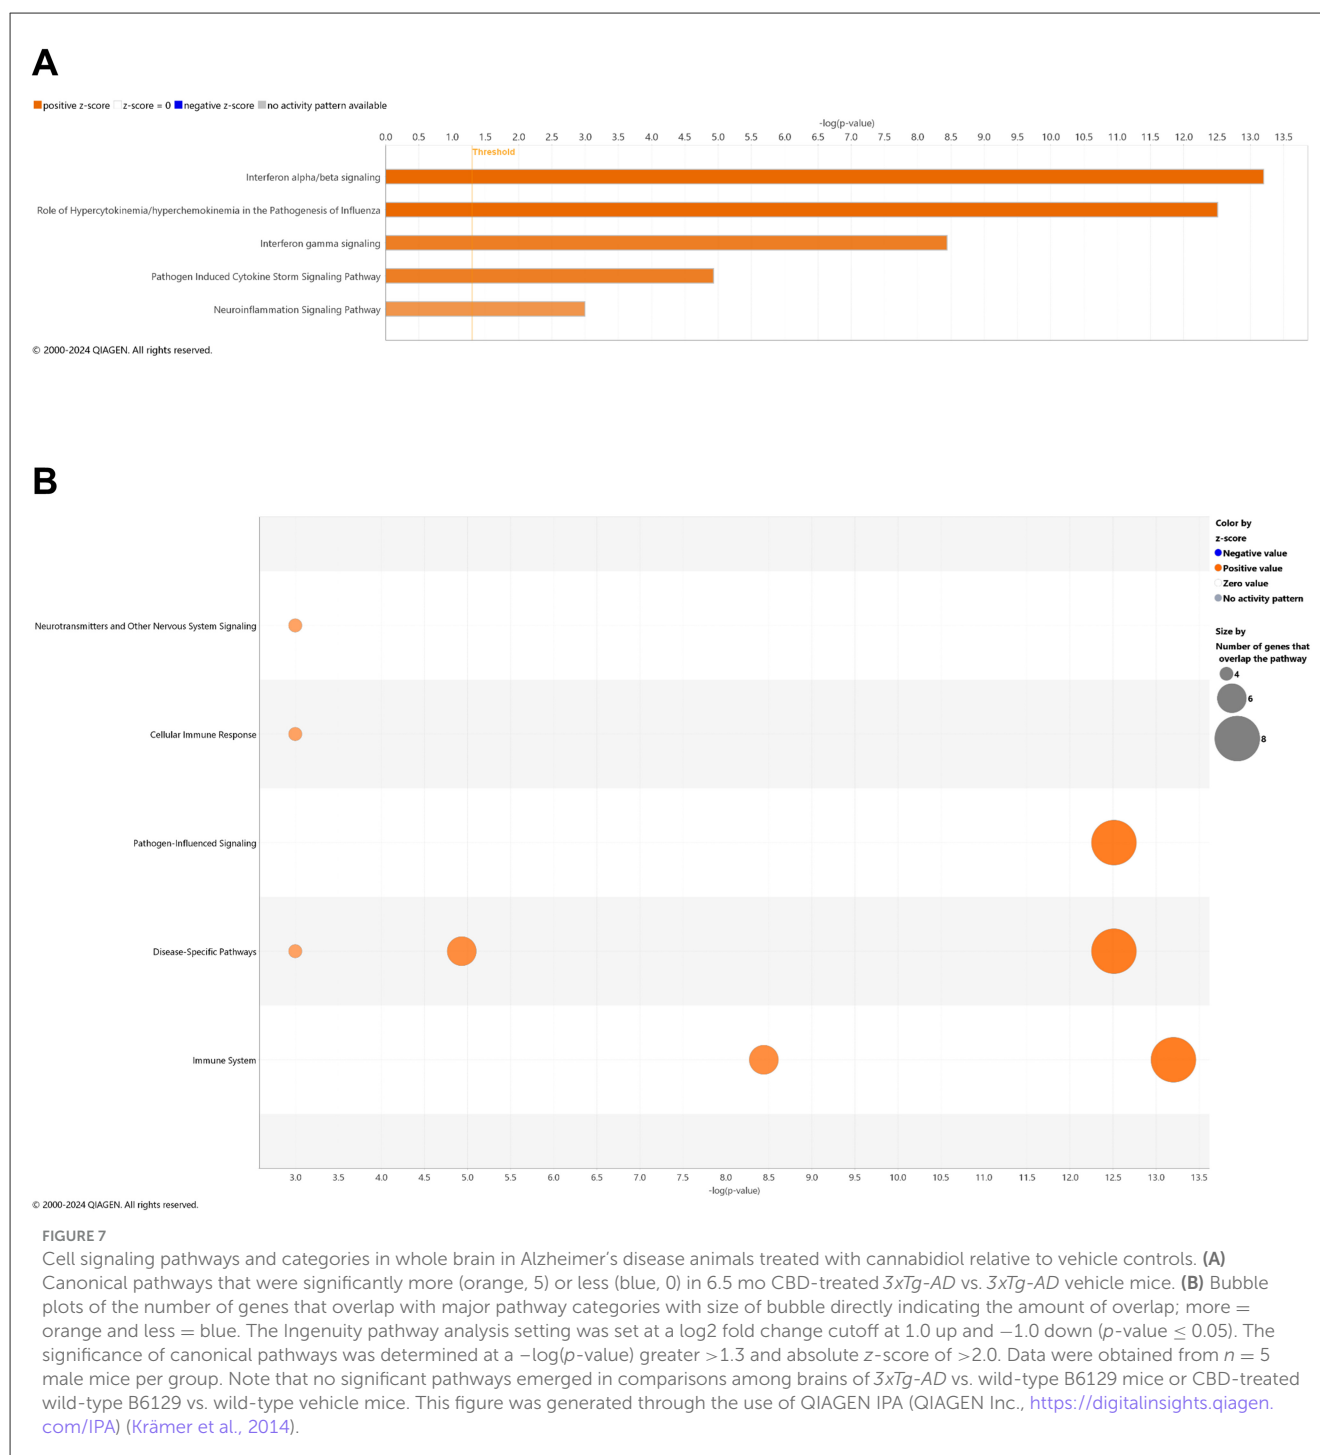 A
positive z-score z-score = 0 negative z-score no activity pattern available
-log(p-value)
0.0 0.5 1.0 1.5 2.0 2.5 3.0 3.5 4.0 4.5 5.0 5.5 6.0 6.5 7.0 7.5 8.0 8.5 9.0 9.5 10.0 10.5 11.0 11.5 12.0 12.5 13.0 13.5
Threshold
Interferon alpha/beta signaling
Role of Hypercytokinemia/hyperchemokinemia in the Pathogenesis of Influenza
Interferon gamma signaling
Pathogen Induced Cytokine Storm Signaling Pathway
Neuroinflammation Signaling Pathway
© 2000-2024 QIAGEN. All rights reserved.
B
Color by
z-score
Negative value
Positive value
Zero value
No activity pattern
Size by
Number of genes that
overlap the pathway
4
6
8
Neurotransmitters and Other Nervous System Signaling
Cellular Immune Response
Pathogen-Influenced Signaling
Disease-Specific Pathways
Immune System
3.0 3.5 4.0 4.5 5.0 5.5 6.0 6.5 7.0 7.5 8.0 8.5 9.0 9.5 10.0 10.5 11.0 11.5 12.0 12.5 13.0 13.5
-log(p-value)
© 2000-2024 QIAGEN. All rights reserved.
FIGURE 7
Cell signaling pathways and categories in whole brain in Alzheimer's disease animals treated with cannabidiol relative to vehicle controls. (A)
Canonical pathways that were significantly more (orange, 5) or less (blue, 0) in 6.5 mo CBD-treated 3xTg-AD vs. 3xTg-AD vehicle mice. (B) Bubble
plots of the number of genes that overlap with major pathway categories with size of bubble directly indicating the amount of overlap; more =
orange and less = blue. The Ingenuity pathway analysis setting was set at a log2 fold change cutoff at 1.0 up and −1.0 down (p-value ≤ 0.05). The
significance of canonical pathways was determined at a −log(p-value) greater >1.3 and absolute z-score of >2.0. Data were obtained from n = 5
male mice per group. Note that no significant pathways emerged in comparisons among brains of 3xTg-AD vs. wild-type B6129 mice or CBD-treated
wild-type B6129 vs. wild-type vehicle mice. This figure was generated through the use of QIAGEN IPA (QIAGEN Inc., https://digitalinsights.qiagen.
com/IPA) (Krämer et al., 2014).